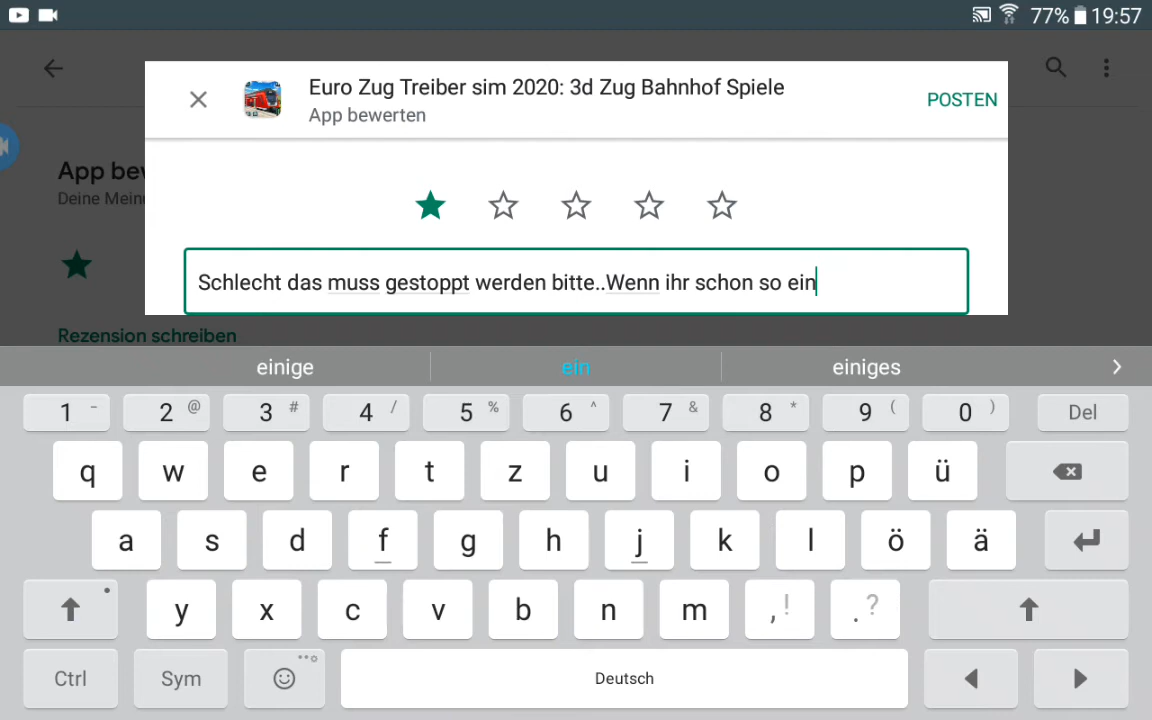 77% 19:57
Euro Zug Treiber sim 2020: 3d Zug Bahnhof Spiele
App bewerten
POSTEN
App bev
Deine Mein
Schlecht das muss gestoppt werden bitte..Wenn ihr schon so ein
Rezension schreiben
einige ein einiges
1 - 2 @ 3 # 4 / 5 % 6 ^ 7 & 8 * 9 ( 0 ) Del
q w e r t z u i o p ü
a s d f g h j k l ö ä
y x c v b n m , ! . ?
Ctrl Sym Deutsch